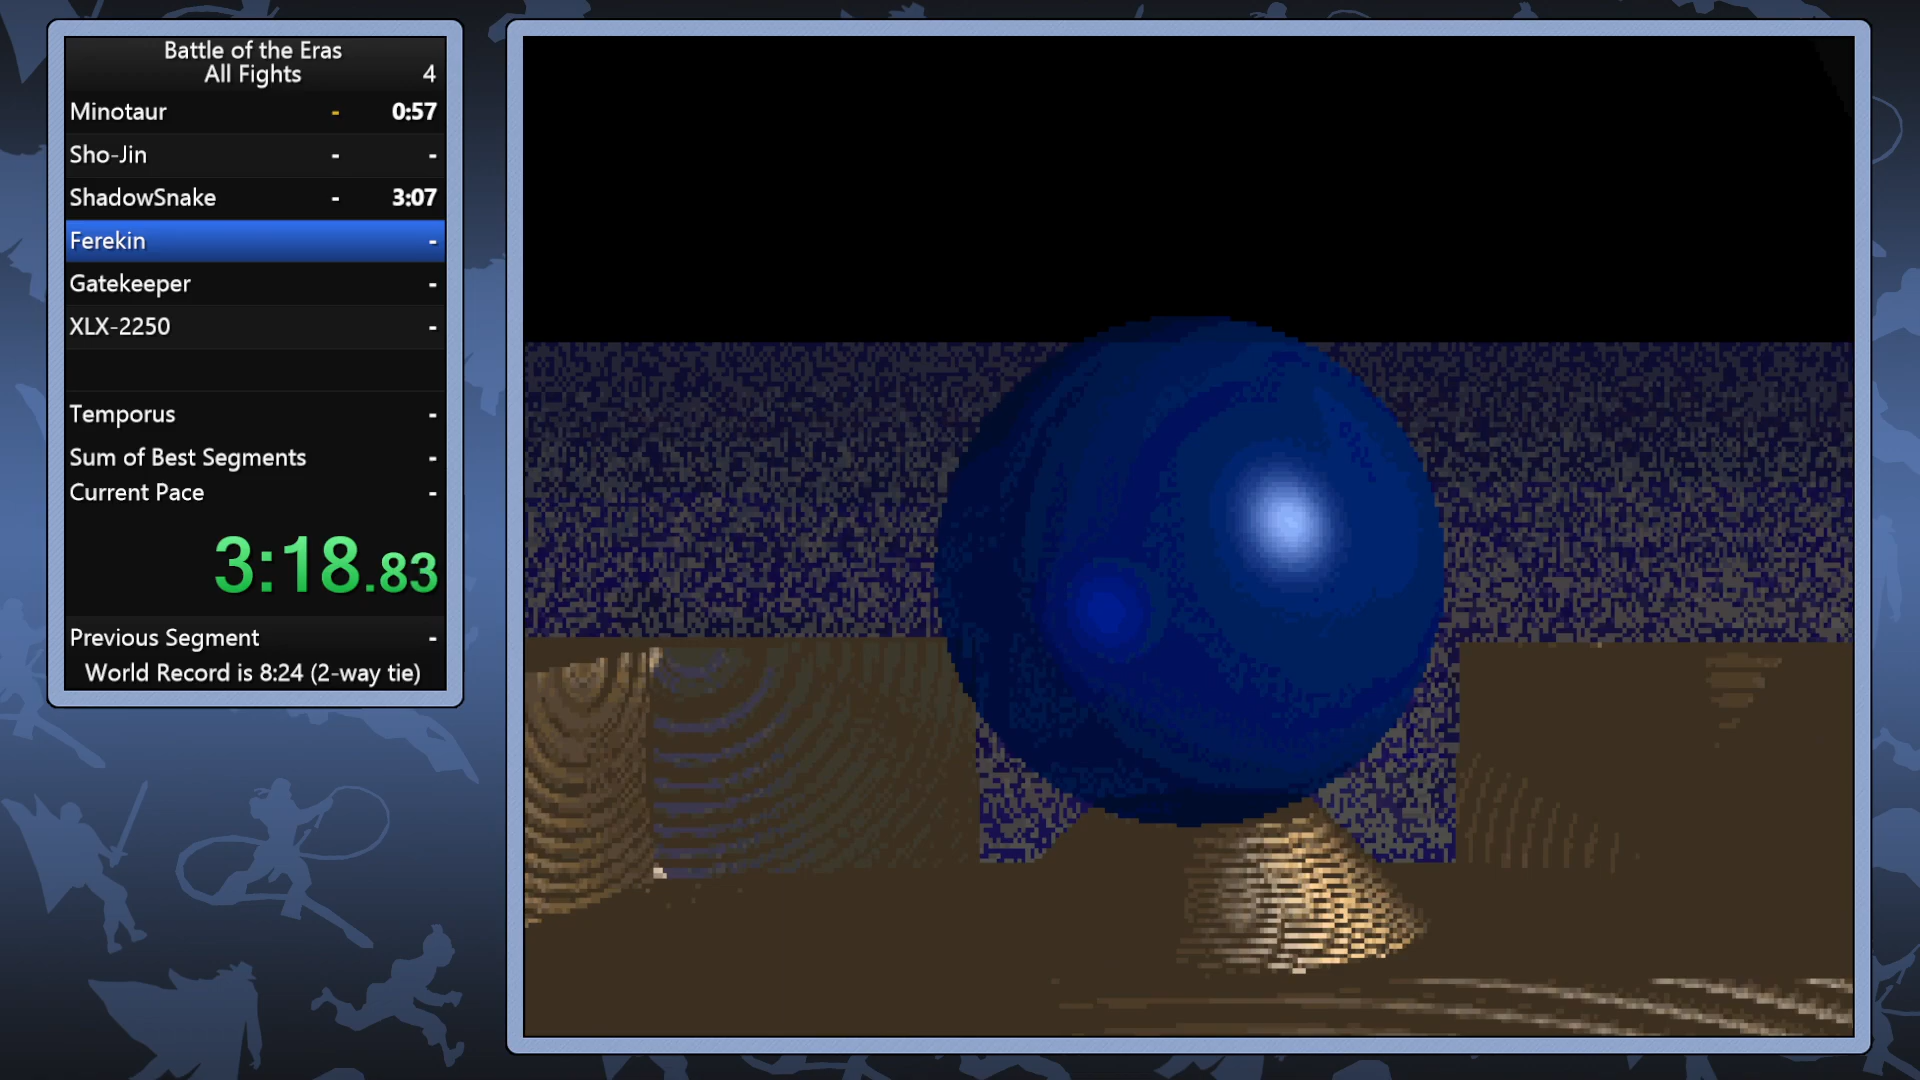 Battle of the Eras
All Fights 4
Minotaur - 0:57
Sho-Jin - -
ShadowSnake - 3:07
Ferekin -
Gatekeeper -
XLX-2250 -
Temporus -
Sum of Best Segments -
Current Pace -
3:18.83
Previous Segment -
World Record is 8:24 (2-way tie)